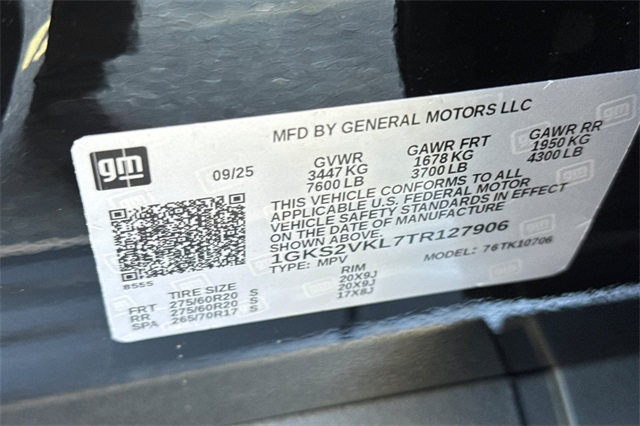 MFD BY GENERAL MOTORS LLC
gm
09/25
GVWR GAWR FRT GAWR RR
3447 KG 1678 KG 1950 KG
7600 LB 3700 LB 4300 LB
THIS VEHICLE CONFORMS TO ALL
APPLICABLE U.S. FEDERAL MOTOR
VEHICLE SAFETY STANDARDS IN EFFECT
ON THE DATE OF MANUFACTURE
SHOWN ABOVE.
1GKS2VKL7TR127906
TYPE: MPV MODEL: 76TK10706
8555
TIRE SIZE RIM
FRT 275/60R20 S 20X9J
RR 275/60R20 S 20X9J
SPA 265/70R17 S 17X8J